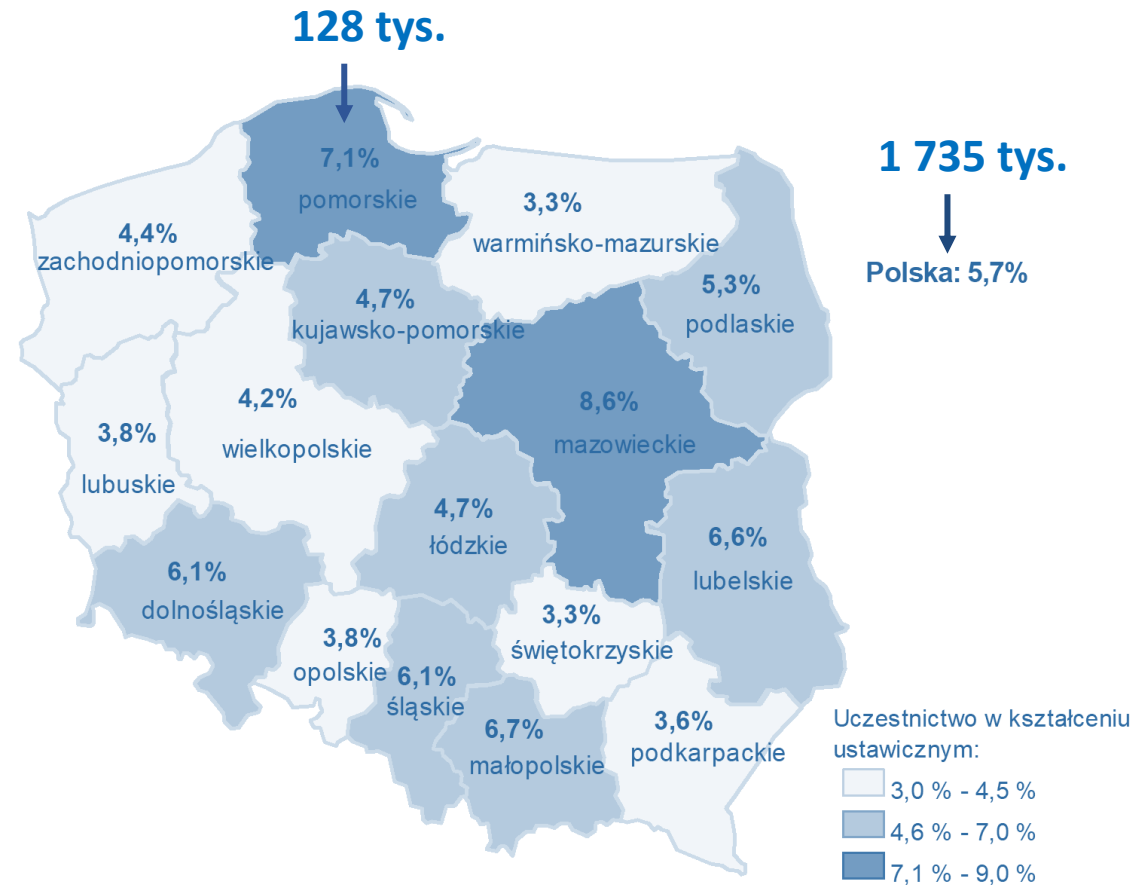 128 tys.
1 735 tys.
Polska: 5,7%
7,1%
pomorskie
3,3%
warmińsko-mazurskie
4,4%
zachodniopomorskie
5,3%
podlaskie
4,7%
kujawsko-pomorskie
4,2%
wielkopolskie
8,6%
mazowieckie
3,8%
lubuskie
4,7%
łódzkie
6,6%
lubelskie
6,1%
dolnośląskie
3,3%
świętokrzyskie
3,8%
opolskie
6,1%
śląskie
6,7%
małopolskie
3,6%
podkarpackie
Uczestnictwo w kształceniu
ustawicznym:
3,0 % - 4,5 %
4,6 % - 7,0 %
7,1 % - 9,0 %